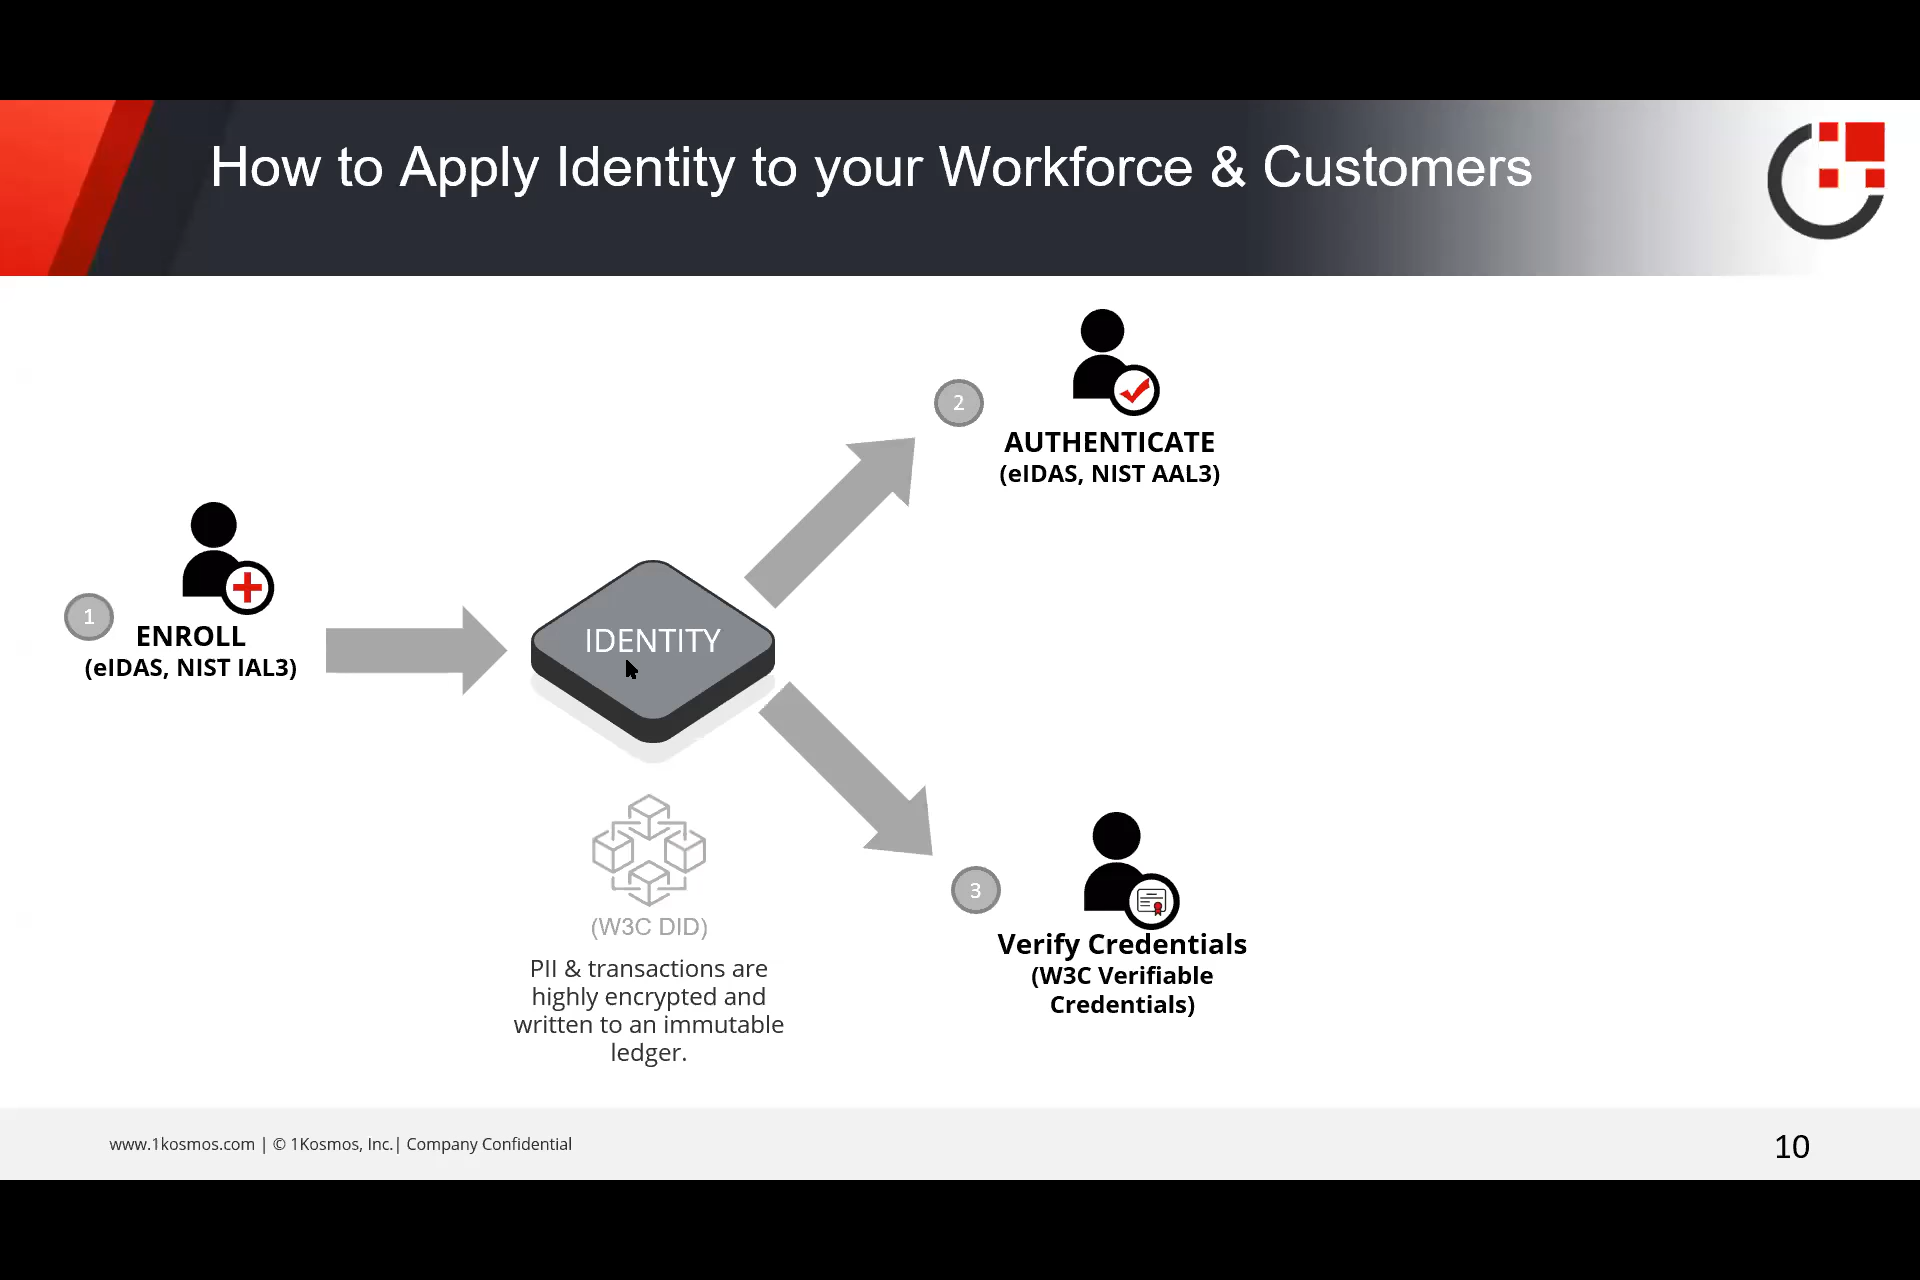 How to Apply Identity to your Workforce & Customers
1
ENROLL
(eIDAS, NIST IAL3)
IDENTITY
(W3C DID)
PII & transactions are
highly encrypted and
written to an immutable
ledger.
2
AUTHENTICATE
(eIDAS, NIST AAL3)
3
Verify Credentials
(W3C Verifiable
Credentials)
www.1kosmos.com | © 1Kosmos, Inc.| Company Confidential
10